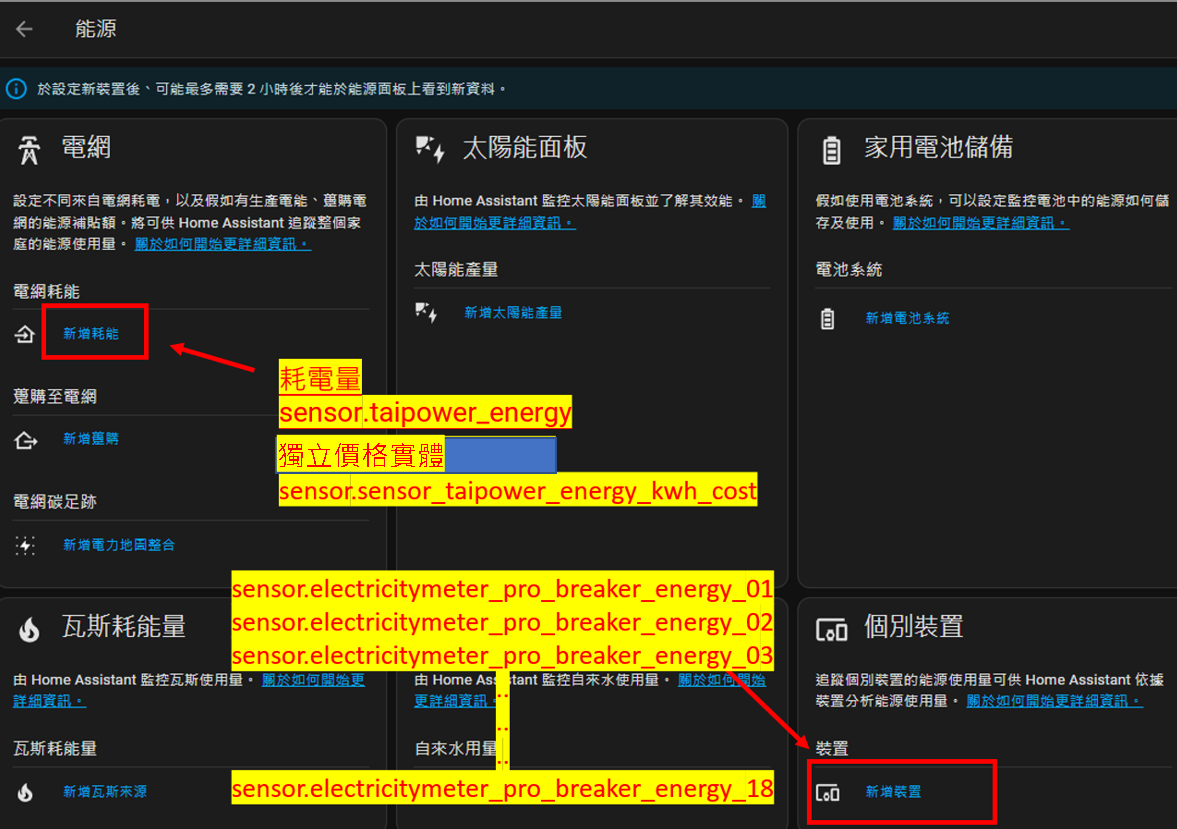 能源
於設定新裝置後、可能最多需要 2 小時後才能於能源面板上看到新資料。
電網
設定不同來自電網耗電，以及假如有生產電能、躉購電
網的能源補貼額。將可供 Home Assistant 追蹤整個家
庭的能源使用量。 關於如何開始更詳細資訊。
電網耗能
新增耗能
躉購至電網
新增躉購
電網碳足跡
新增電力地圖整合
太陽能面板
由 Home Assistant 監控太陽能面板並了解其效能。 關
於如何開始更詳細資訊。
太陽能產量
新增太陽能產量
家用電池儲備
假如使用電池系統，可以設定監控電池中的能源如何儲
存及使用。 關於如何開始更詳細資訊。
電池系統
新增電池系統
耗電量
sensor.taipower_energy
獨立價格實體
sensor.sensor_taipower_energy_kwh_cost
sensor.electricitymeter_pro_breaker_energy_01
sensor.electricitymeter_pro_breaker_energy_02
sensor.electricitymeter_pro_breaker_energy_03
..
..
..
sensor.electricitymeter_pro_breaker_energy_18
瓦斯耗能量
由 Home Assistant 監控瓦斯使用量。 關於如何開始更
詳細資訊。
瓦斯耗能量
新增瓦斯來源
由 Home Assistant 監控自來水使用量。 關於如何開始
更詳細資訊。
自來水用量
個別裝置
追蹤個別裝置的能源使用量可供 Home Assistant 依據
裝置分析能源使用量。 關於如何開始更詳細資訊。
裝置
新增裝置